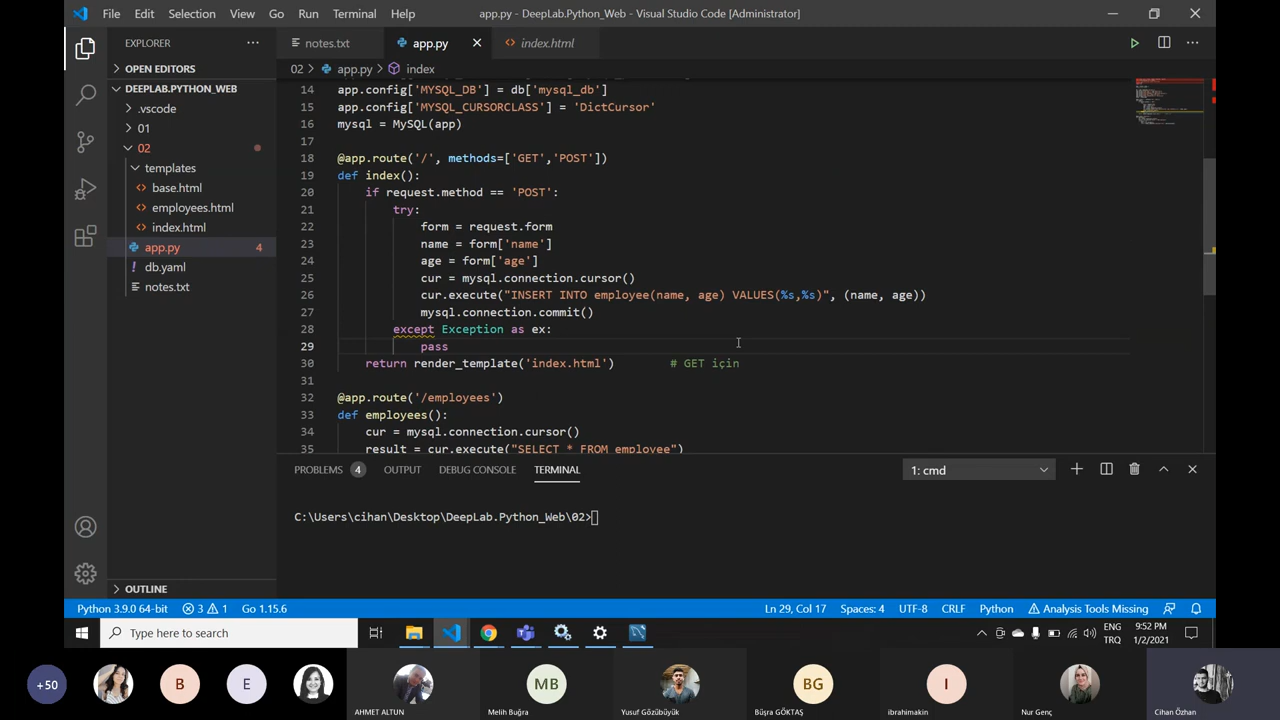 File Edit Selection View Go Run Terminal Help
app.py - DeepLab.Python_Web - Visual Studio Code [Administrator]
EXPLORER
notes.txt
app.py
index.html
OPEN EDITORS
02 > app.py > index
DEEPLAB.PYTHON_WEB
.vscode
01
02
templates
base.html
employees.html
index.html
app.py 4
db.yaml
notes.txt
OUTLINE
14 app.config['MYSQL_DB'] = db['mysql_db']
15 app.config['MYSQL_CURSORCLASS'] = 'DictCursor'
16 mysql = MySQL(app)
17
18 @app.route('/', methods=['GET','POST'])
19 def index():
20 if request.method == 'POST':
21 try:
22 form = request.form
23 name = form['name']
24 age = form['age']
25 cur = mysql.connection.cursor()
26 cur.execute("INSERT INTO employee(name, age) VALUES(%s,%s)", (name, age))
27 mysql.connection.commit()
28 except Exception as ex:
29 pass
30 return render_template('index.html') # GET için
31
32 @app.route('/employees')
33 def employees():
34 cur = mysql.connection.cursor()
35 result = cur.execute("SELECT * FROM employee")
PROBLEMS 4 OUTPUT DEBUG CONSOLE TERMINAL
1: cmd
C:\Users\cihan\Desktop\DeepLab.Python_Web\02>
Python 3.9.0 64-bit 3 1 Go 1.15.6
Ln 29, Col 17 Spaces: 4 UTF-8 CRLF Python Analysis Tools Missing
Type here to search
ENG
TRQ
9:52 PM
1/2/2021
+50
B
E
MB
BG
I
AHMET ALTUN
Melih Buğra
Yusuf Gözübüyük
Büşra GÖKTAŞ
ibrahimakin
Nur Genç
Cihan Özhan